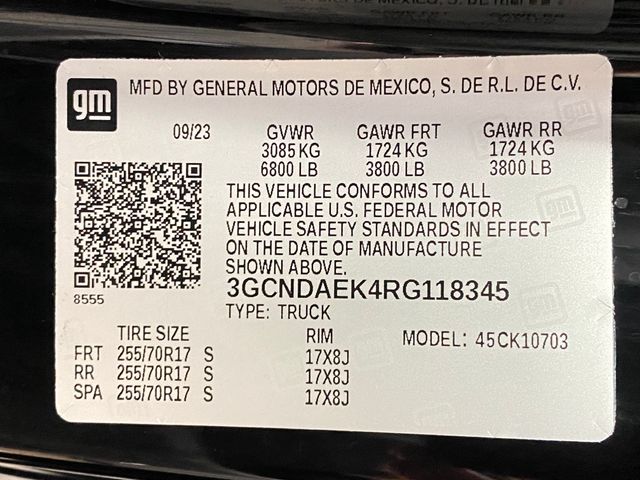 gm
MFD BY GENERAL MOTORS DE MEXICO, S. DE R.L. DE C.V.
09/23 GVWR GAWR FRT GAWR RR
3085 KG 1724 KG 1724 KG
6800 LB 3800 LB 3800 LB
THIS VEHICLE CONFORMS TO ALL
APPLICABLE U.S. FEDERAL MOTOR
VEHICLE SAFETY STANDARDS IN EFFECT
ON THE DATE OF MANUFACTURE
SHOWN ABOVE.
8555
3GCNDAEK4RG118345
TYPE: TRUCK
TIRE SIZE RIM MODEL: 45CK10703
FRT 255/70R17 S 17X8J
RR 255/70R17 S 17X8J
SPA 255/70R17 S 17X8J